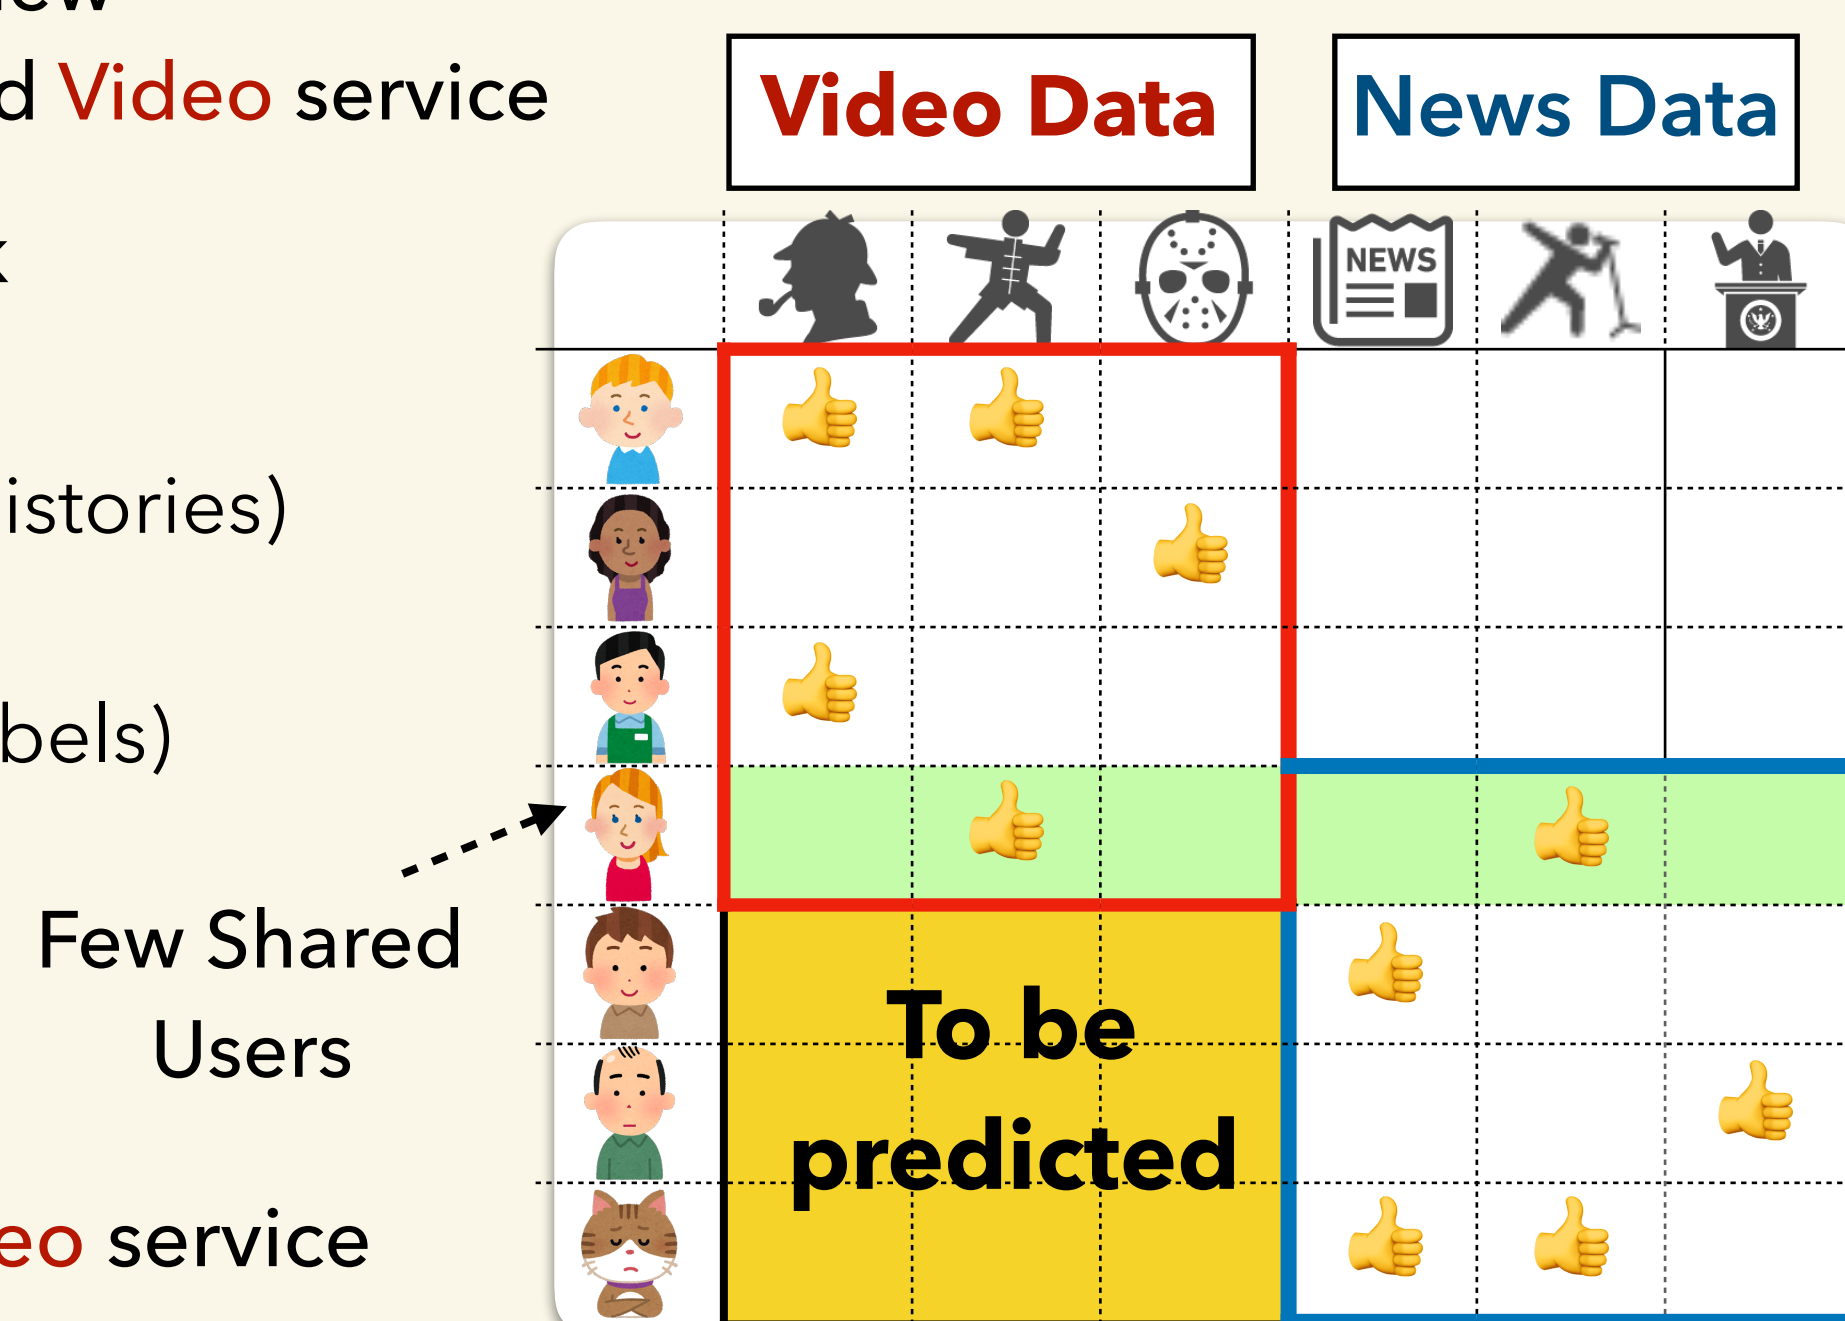 d Video service
istories)
bels)
Few Shared
Users
eo service
Video Data
News Data
NEWS
To be
predicted